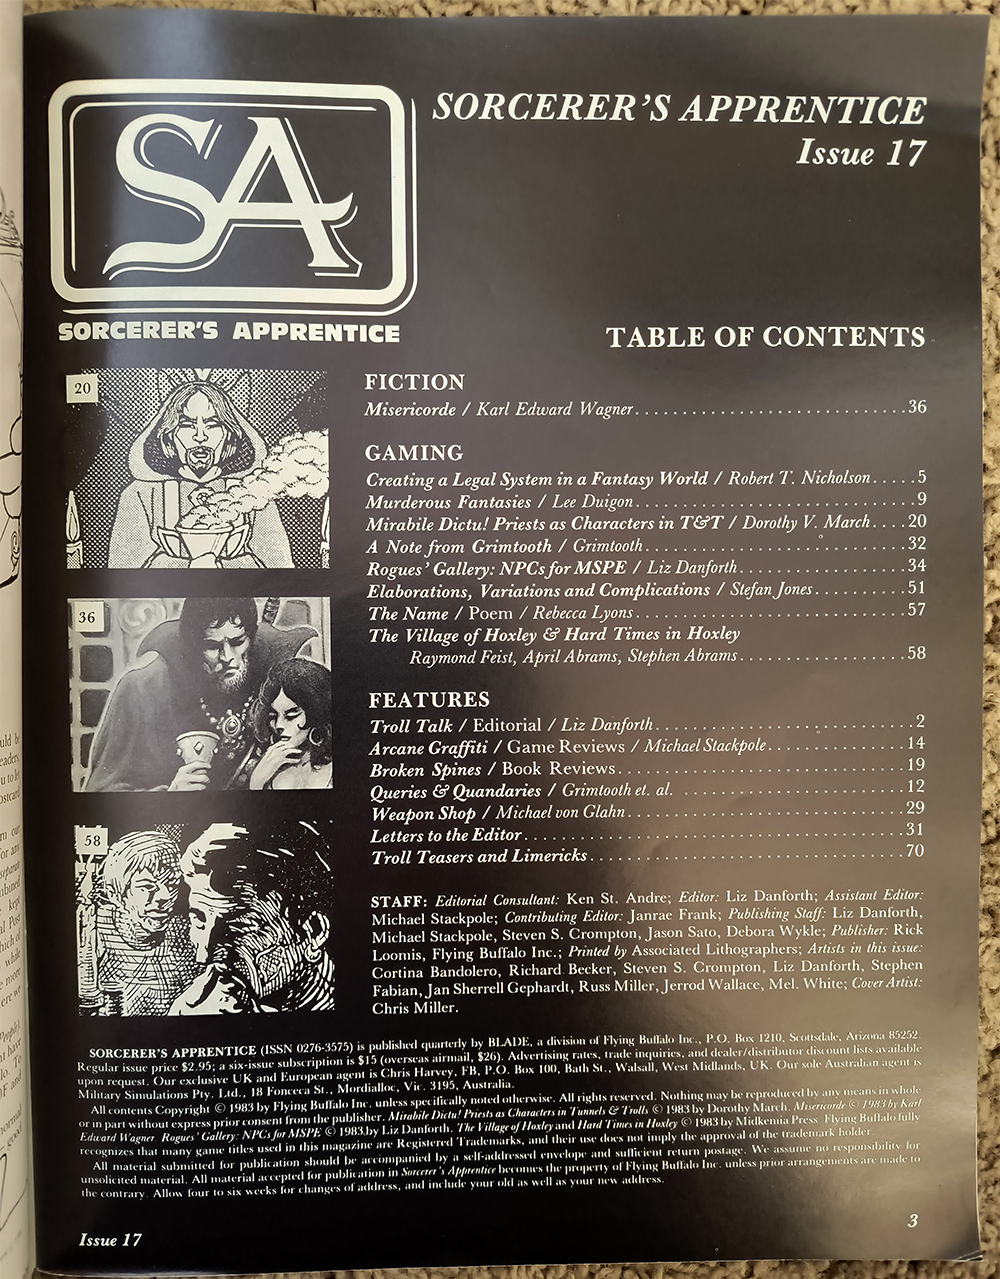 SA
SORCERER'S APPRENTICE
SORCERER'S APPRENTICE
Issue 17
TABLE OF CONTENTS
20
36
58
FICTION
Misericorde / Karl Edward Wagner............................36
GAMING
Creating a Legal System in a Fantasy World / Robert T. Nicholson.....5
Murderous Fantasies / Lee Duigon.............................9
Mirabile Dictu! Priests as Characters in T&T / Dorothy V. March....20
A Note from Grimtooth / Grimtooth............................32
Rogues' Gallery: NPCs for MSPE / Liz Danforth..................34
Elaborations, Variations and Complications / Stefan Jones..........51
The Name / Poem / Rebecca Lyons.............................57
The Village of Hoxley & Hard Times in Hoxley
Raymond Feist, April Abrams, Stephen Abrams..................58
FEATURES
Troll Talk / Editorial / Liz Danforth...........................2
Arcane Graffiti / Game Reviews / Michael Stackpole...............14
Broken Spines / Book Reviews...............................19
Queries & Quandaries / Grimtooth et. al. .........................12
Weapon Shop / Michael von Glahn.............................29
Letters to the Editor.........................................31
Troll Teasers and Limericks..................................70
STAFF: Editorial Consultant: Ken St. Andre; Editor: Liz Danforth; Assistant Editor:
Michael Stackpole; Contributing Editor: Janrae Frank; Publishing Staff: Liz Danforth,
Michael Stackpole, Steven S. Crompton, Jason Sato, Debora Wykle; Publisher: Rick
Loomis, Flying Buffalo Inc.; Printed by Associated Lithographers; Artists in this issue:
Cortina Bandolero, Richard Becker, Steven S. Crompton, Liz Danforth, Stephen
Fabian, Jan Sherrell Gephardt, Russ Miller, Jerrod Wallace, Mel. White; Cover Artist:
Chris Miller.
SORCERER'S APPRENTICE (ISSN 0276-3575) is published quarterly by BLADE, a division of Flying Buffalo Inc., P.O. Box 1210, Scottsdale, Arizona 85252.
Regular issue price $2.95; a six-issue subscription is $15 (overseas airmail, $26). Advertising rates, trade inquiries, and dealer/distributor discount lists available
upon request. Our exclusive UK and European agent is Chris Harvey, FB, P.O. Box 100, Bath St., Walsall, West Midlands, UK. Our sole Australian agent is
Military Simulations Pty. Ltd., 18 Fonceca St., Mordialloc, Vic. 3195, Australia.
All contents Copyright © 1983 by Flying Buffalo Inc. unless specifically noted otherwise. All rights reserved. Nothing may be reproduced by any means in whole
or in part without express prior consent from the publisher. Mirabile Dictu! Priests as Characters in Tunnels & Trolls © 1983 by Dorothy March. Misericorde © 1983 by Karl
Edward Wagner. Rogues' Gallery: NPCs for MSPE © 1983 by Liz Danforth. The Village of Hoxley and Hard Times in Hoxley © 1983 by Midkemia Press. Flying Buffalo fully
recognizes that many game titles used in this magazine are Registered Trademarks, and their use does not imply the approval of the trademark holder.
All material submitted for publication should be accompanied by a self-addressed envelope and sufficient return postage. We assume no responsibility for
unsolicited material. All material accepted for publication in Sorcerer's Apprentice becomes the property of Flying Buffalo Inc. unless prior arrangements are made to
the contrary. Allow four to six weeks for changes of address, and include your old as well as your new address.
Issue 17
3